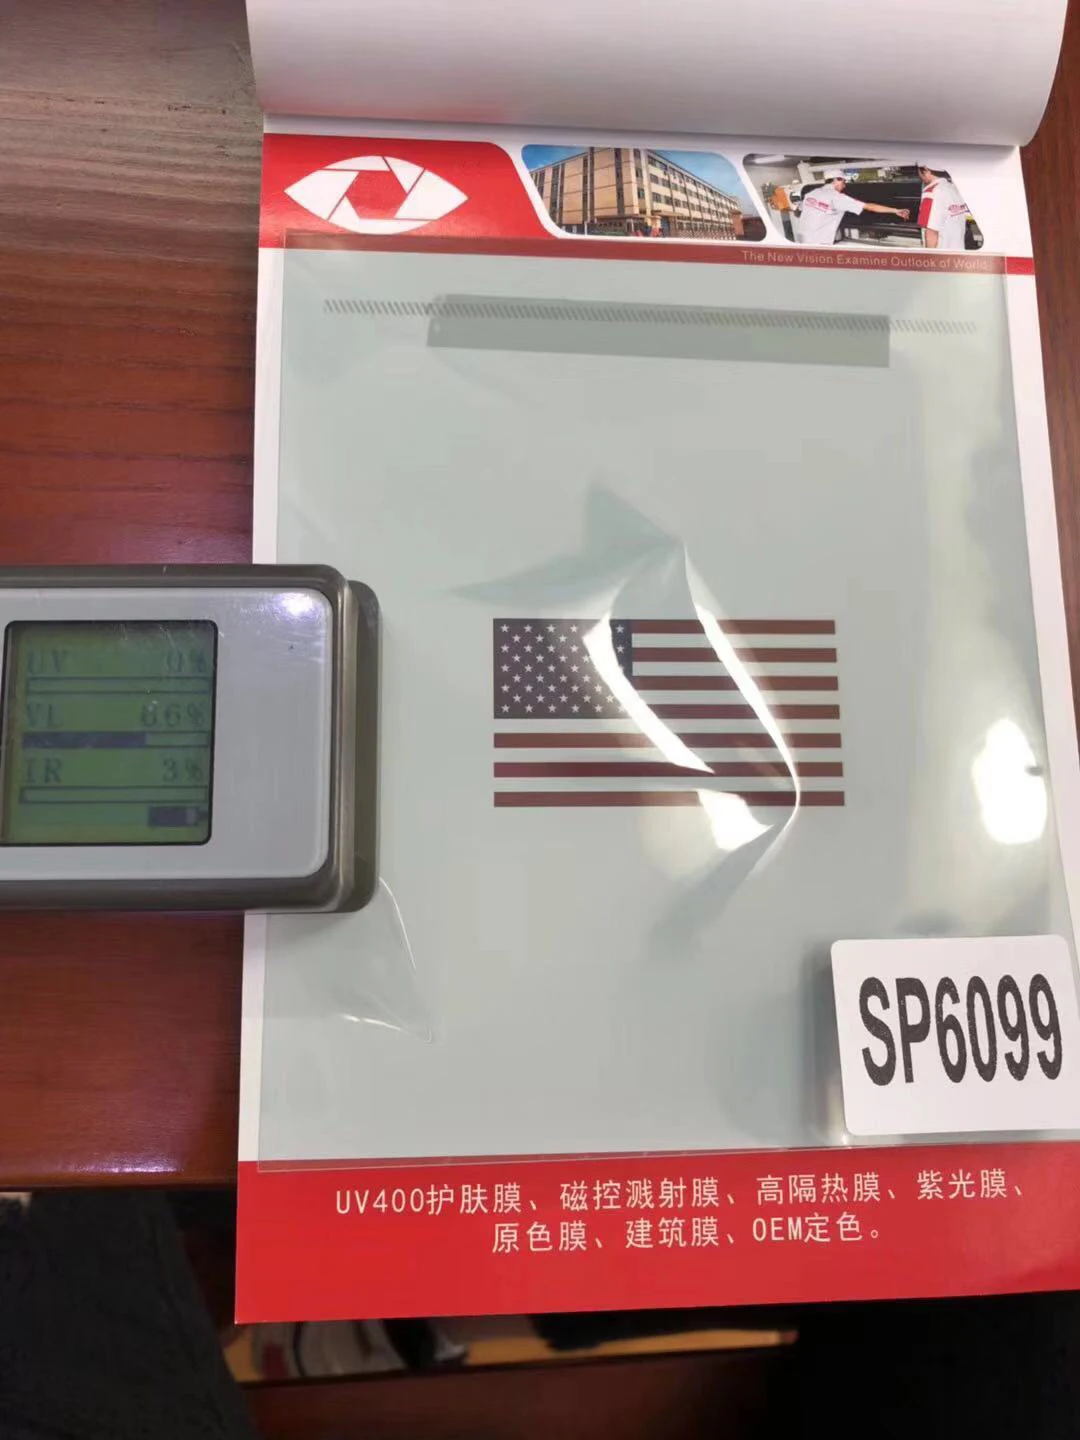 The New Vision Examine Outlook of World
UV 0%
VL 66%
IR 3%
SP6099
UV400护肤膜、磁控溅射膜、高隔热膜、紫光膜、
原色膜、建筑膜、OEM定色。